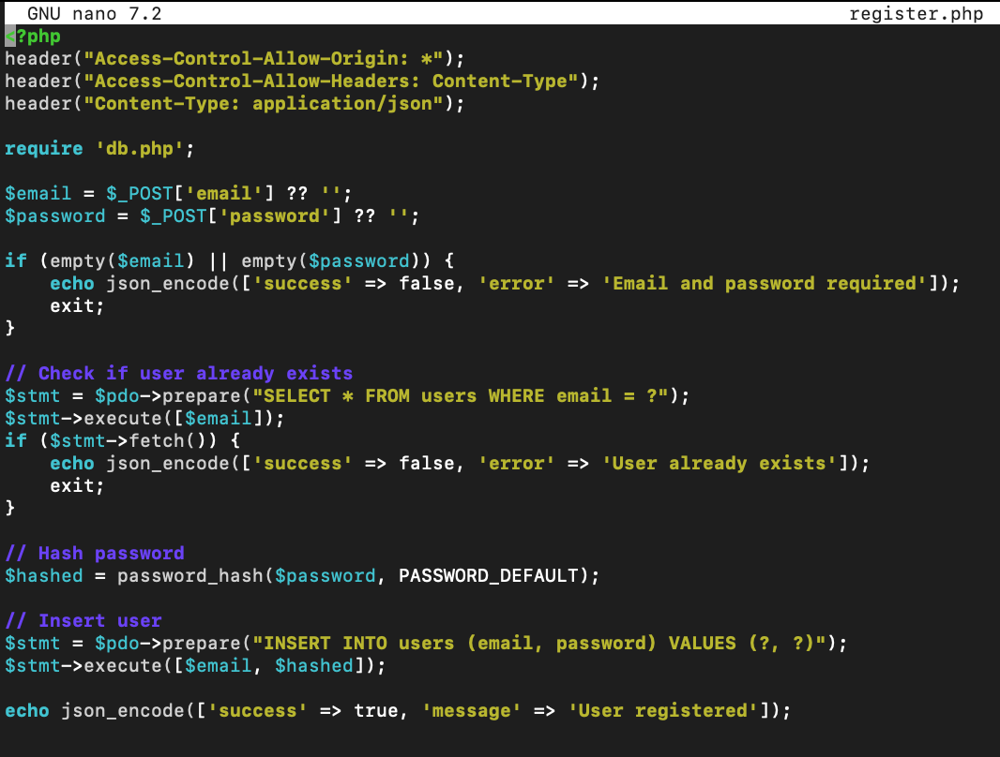 GNU nano 7.2 register.php
<?php
header("Access-Control-Allow-Origin: *");
header("Access-Control-Allow-Headers: Content-Type");
header("Content-Type: application/json");

require 'db.php';

$email = $_POST['email'] ?? '';
$password = $_POST['password'] ?? '';

if (empty($email) || empty($password)) {
    echo json_encode(['success' => false, 'error' => 'Email and password required']);
    exit;
}

// Check if user already exists
$stmt = $pdo->prepare("SELECT * FROM users WHERE email = ?");
$stmt->execute([$email]);
if ($stmt->fetch()) {
    echo json_encode(['success' => false, 'error' => 'User already exists']);
    exit;
}

// Hash password
$hashed = password_hash($password, PASSWORD_DEFAULT);

// Insert user
$stmt = $pdo->prepare("INSERT INTO users (email, password) VALUES (?, ?)");
$stmt->execute([$email, $hashed]);

echo json_encode(['success' => true, 'message' => 'User registered']);